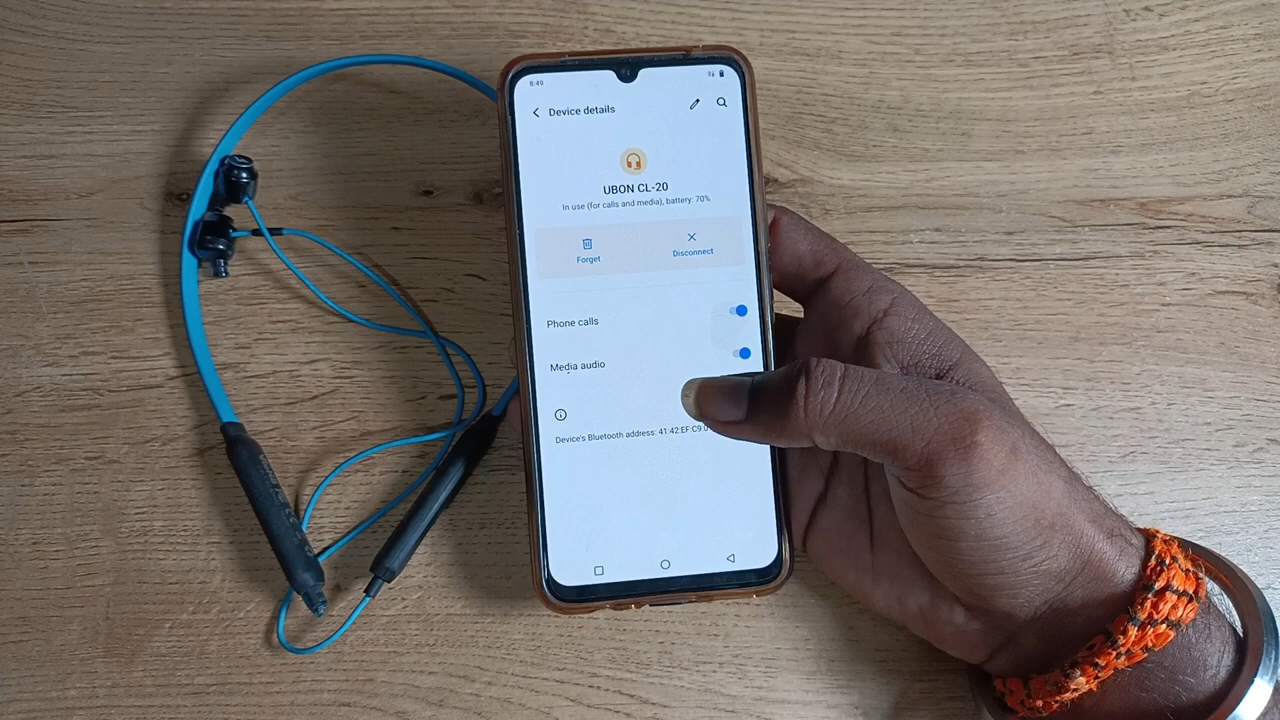 8:49
Device details
UBON CL-20
In use (for calls and media), battery: 70%
Forget
Disconnect
Phone calls
Media audio
Device's Bluetooth address: 41:42:EF:C9:0